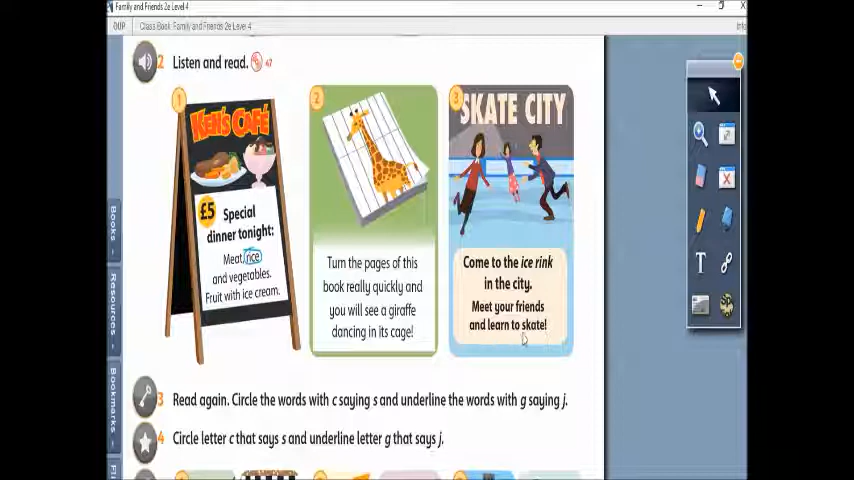 Family and Friends 2e Level 4
OUP
Class Book: Family and Friends 2e Level 4
Info
2 Listen and read. 47
1
KEN'S CAFÉ
£5 Special
dinner tonight:
Meat, rice
and vegetables.
Fruit with ice cream.
2
Turn the pages of this
book really quickly and
you will see a giraffe
dancing in its cage!
3
SKATE CITY
Come to the ice rink
in the city.
Meet your friends
and learn to skate!
3 Read again. Circle the words with c saying s and underline the words with g saying j.
4 Circle letter c that says s and underline letter g that says j.
Books
Resources
Bookmarks
T